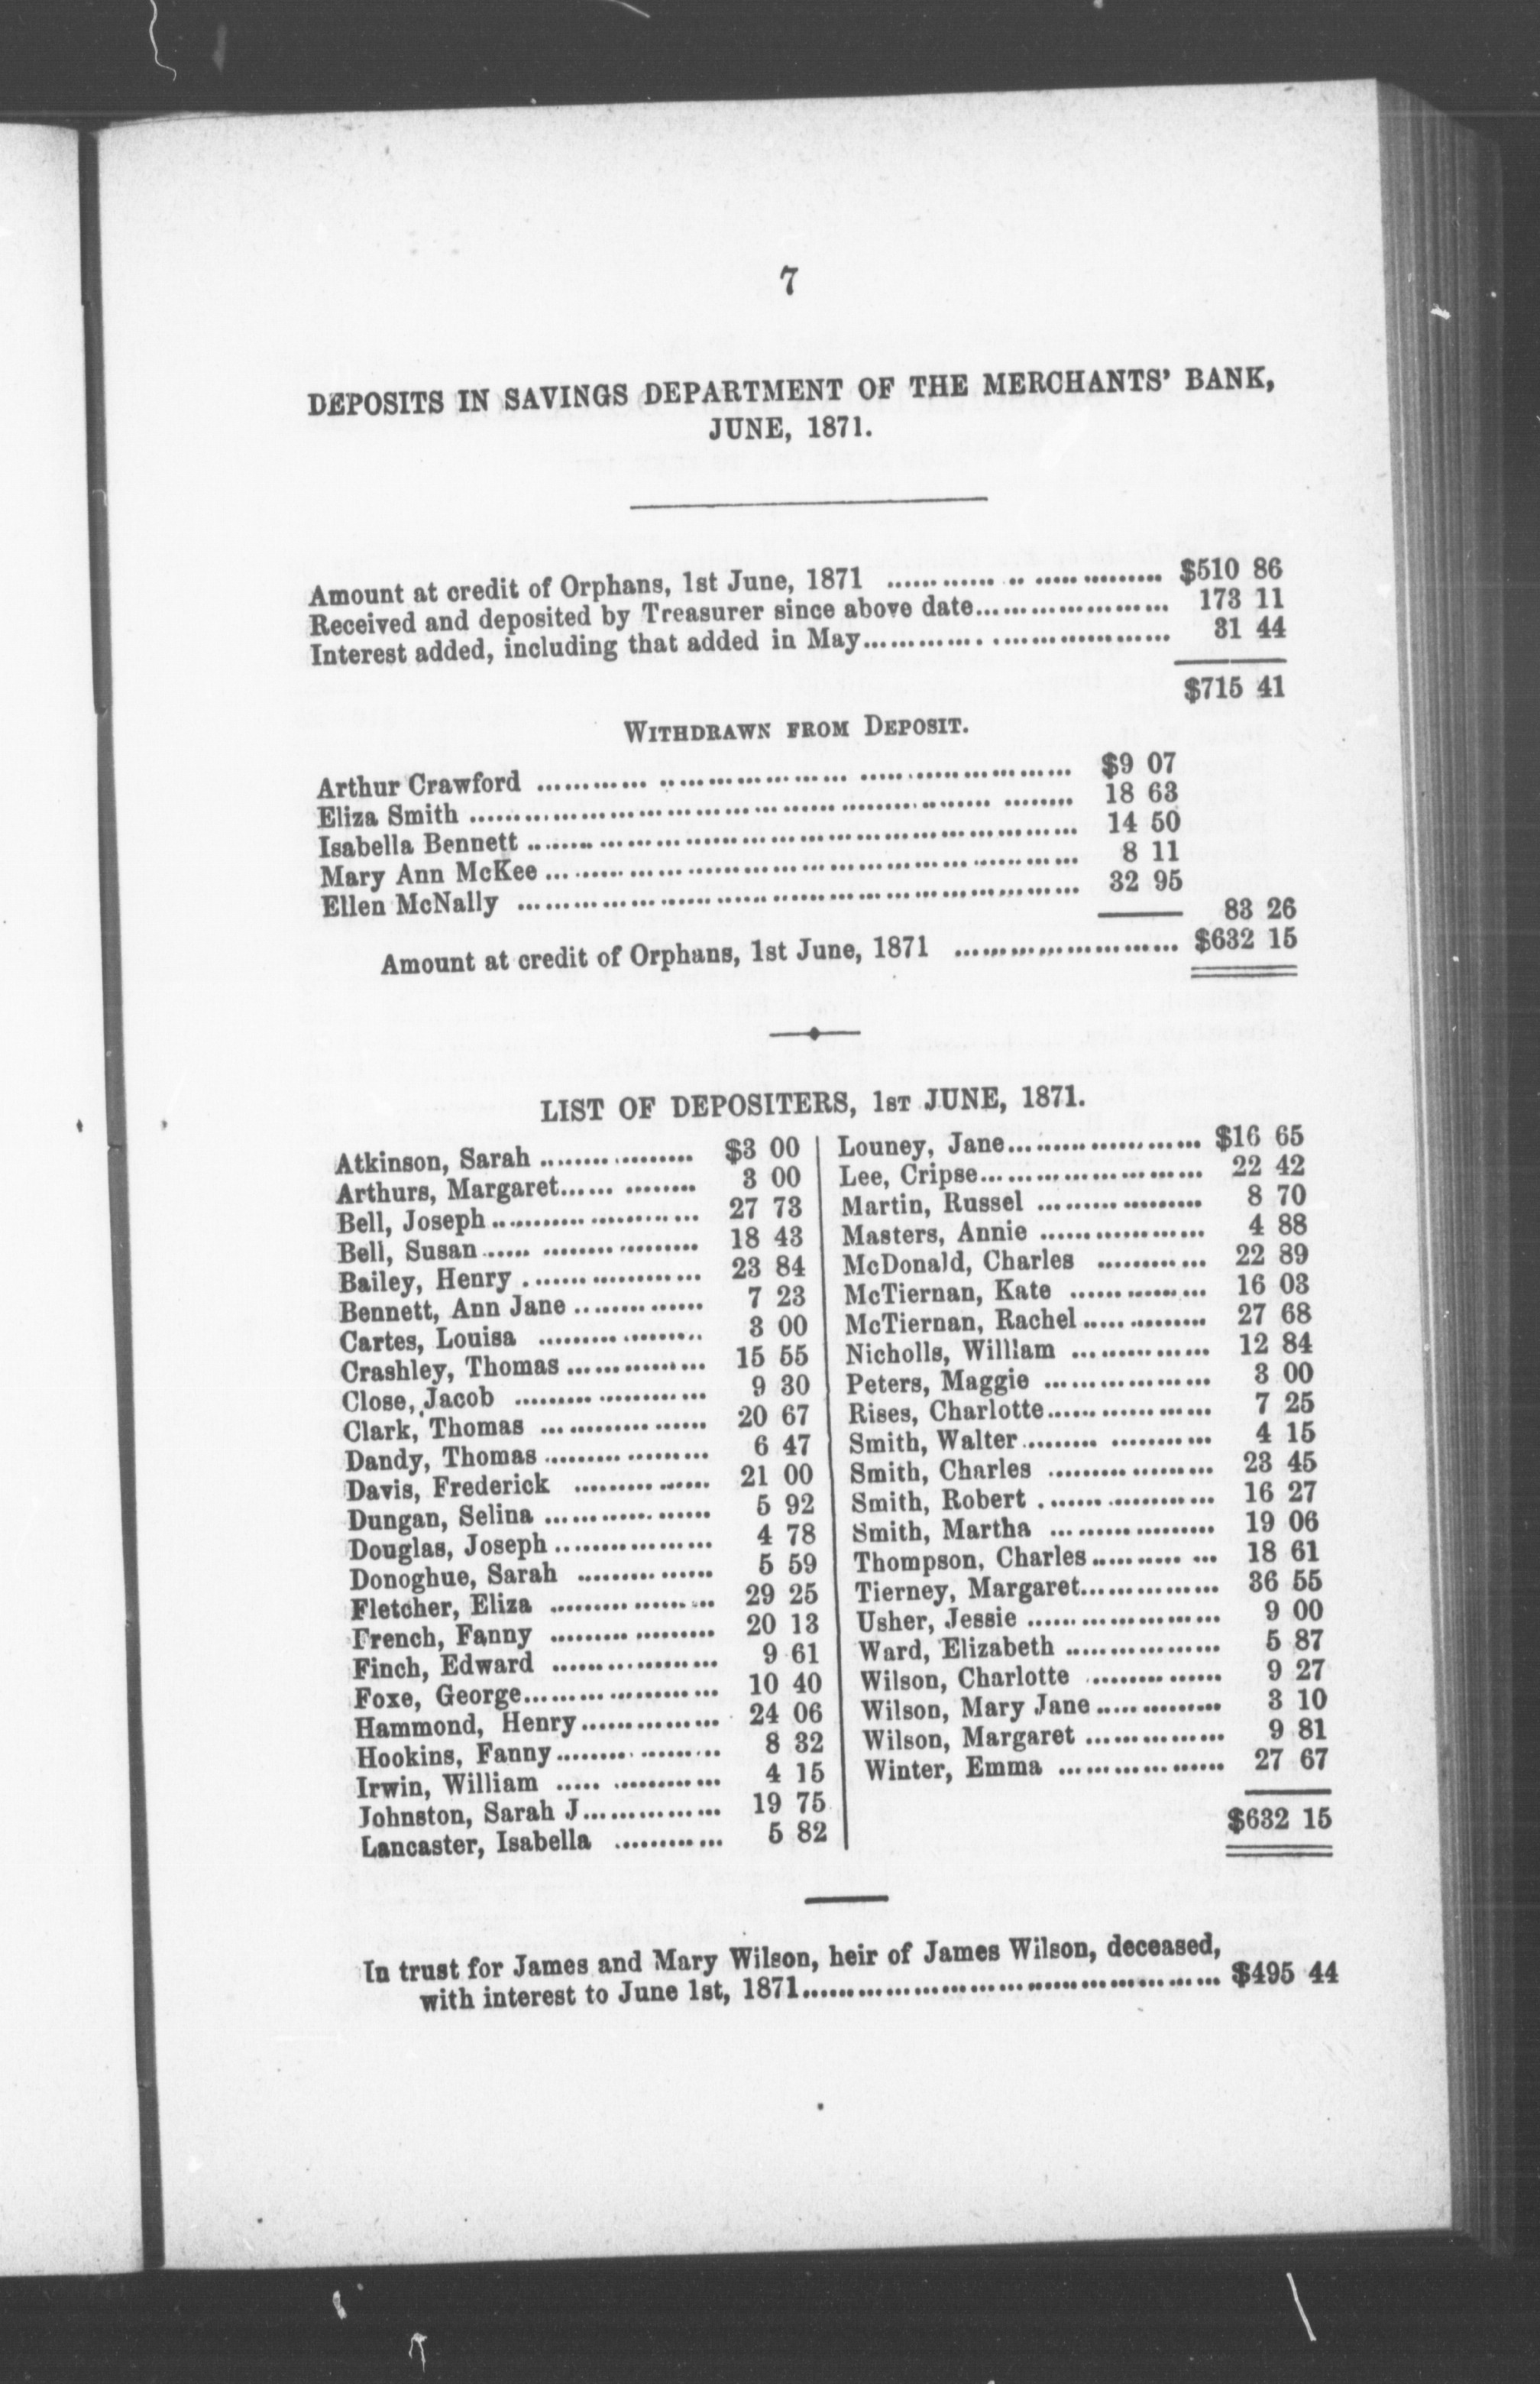 7
DEPOSITS IN SAVINGS DEPARTMENT OF THE MERCHANTS' BANK,
JUNE, 1871.
Amount at credit of Orphans, 1st June, 1871 .......... $510 86
Received and deposited by Treasurer since above date.......... 173 11
Interest added, including that added in May.......... 31 44
$715 41
WITHDRAWN FROM DEPOSIT.
Arthur Crawford .......... $9 07
Eliza Smith .......... 18 63
Isabella Bennett .......... 14 50
Mary Ann McKee .......... 8 11
Ellen McNally .......... 32 95
83 26
Amount at credit of Orphans, 1st June, 1871 .......... $632 15
LIST OF DEPOSITERS, 1ST JUNE, 1871.
Atkinson, Sarah .......... $3 00
Arthurs, Margaret.......... 3 00
Bell, Joseph .......... 27 73
Bell, Susan .......... 18 43
Bailey, Henry .......... 23 84
Bennett, Ann Jane .......... 7 23
Cartes, Louisa .......... 3 00
Crashley, Thomas .......... 15 55
Close, Jacob .......... 9 30
Clark, Thomas .......... 20 67
Dandy, Thomas .......... 6 47
Davis, Frederick .......... 21 00
Dungan, Selina .......... 5 92
Douglas, Joseph .......... 4 78
Donoghue, Sarah .......... 5 59
Fletcher, Eliza .......... 29 25
French, Fanny .......... 20 13
Finch, Edward .......... 9 61
Foxe, George.......... 10 40
Hammond, Henry.......... 24 06
Hookins, Fanny.......... 8 32
Irwin, William .......... 4 15
Johnston, Sarah J.......... 19 75
Lancaster, Isabella .......... 5 82
Louney, Jane.......... $16 65
Lee, Cripse.......... 22 42
Martin, Russel .......... 8 70
Masters, Annie .......... 4 88
McDonald, Charles .......... 22 89
McTiernan, Kate .......... 16 03
McTiernan, Rachel .......... 27 68
Nicholls, William .......... 12 84
Peters, Maggie .......... 3 00
Rises, Charlotte.......... 7 25
Smith, Walter.......... 4 15
Smith, Charles .......... 23 45
Smith, Robert .......... 16 27
Smith, Martha .......... 19 06
Thompson, Charles .......... 18 61
Tierney, Margaret.......... 36 55
Usher, Jessie .......... 9 00
Ward, Elizabeth .......... 5 87
Wilson, Charlotte .......... 9 27
Wilson, Mary Jane .......... 3 10
Wilson, Margaret .......... 9 81
Winter, Emma .......... 27 67
$632 15
In trust for James and Mary Wilson, heir of James Wilson, deceased,
with interest to June 1st, 1871.......... $495 44